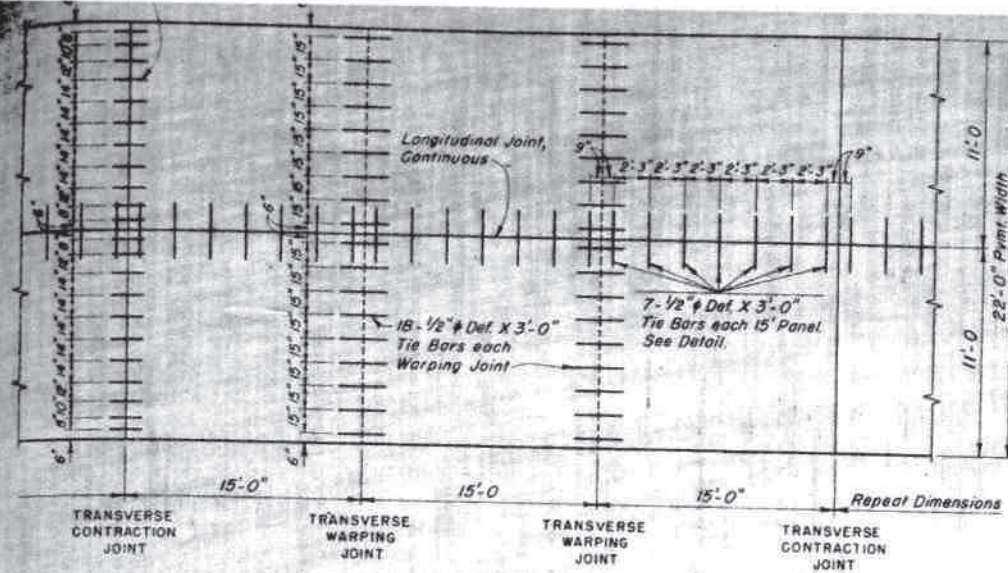 Longitudinal Joint,
Continuous
9"
2'-3" 2'-3" 2'-3" 2'-3" 2'-3" 2'-3"
9"
11'-0
22'-0" Pvmt. Width
11'-0
6"
6"
15" 15" 15" 15" 15" 15" 15" 15"
18-1/2" ɸ Def. X 3'-0"
Tie Bars each
Warping Joint
7-1/2" ɸ Def. X 3'-0"
Tie Bars each 15' Panel.
See Detail.
6"
6"
15'-0"
15'-0
15'-0"
Repeat Dimensions
TRANSVERSE
CONTRACTION
JOINT
TRANSVERSE
WARPING
JOINT
TRANSVERSE
WARPING
JOINT
TRANSVERSE
CONTRACTION
JOINT